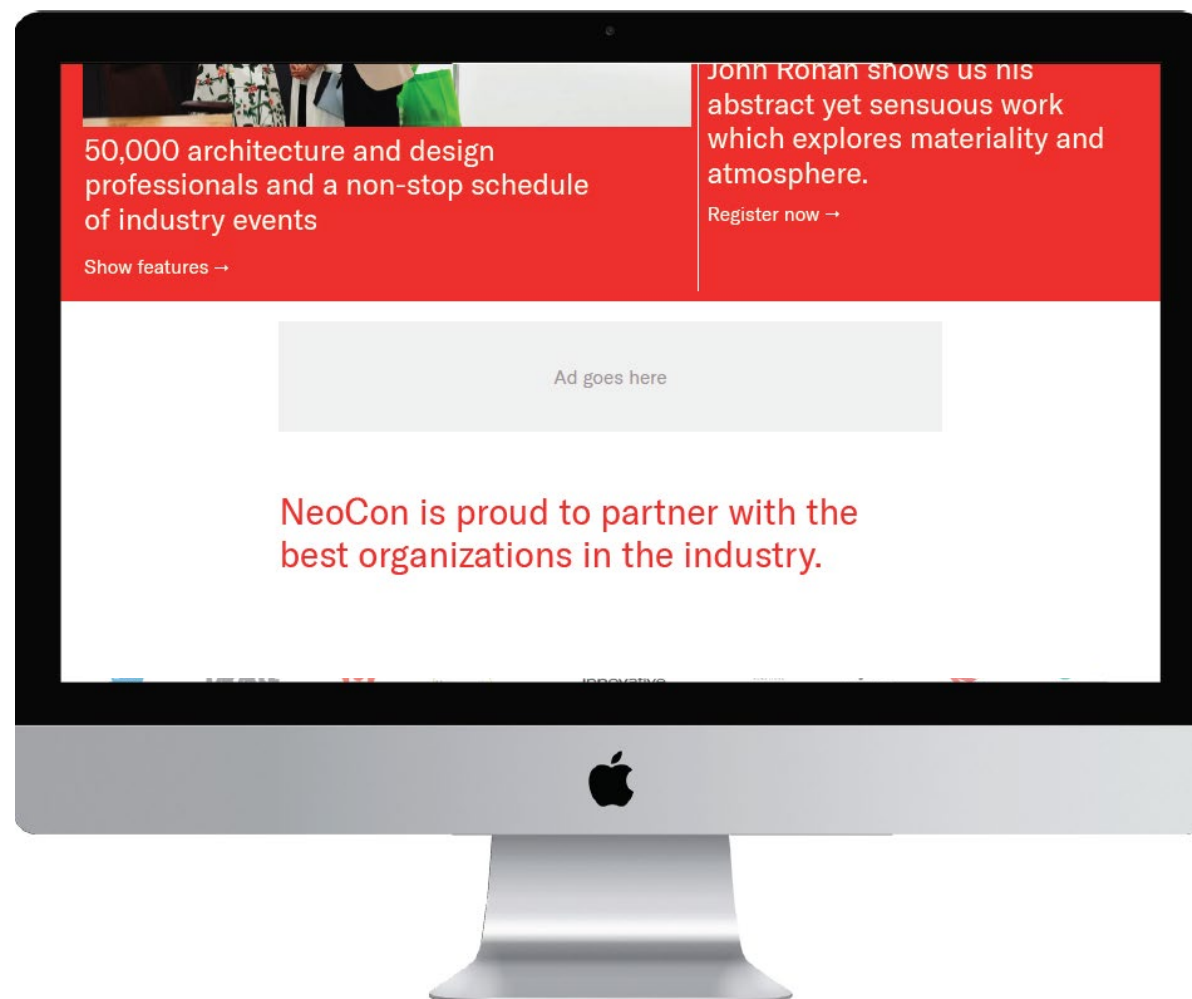 50,000 architecture and design
professionals and a non-stop schedule
of industry events
Show features →
John Ronan shows us his
abstract yet sensuous work
which explores materiality and
atmosphere.
Register now →
Ad goes here
NeoCon is proud to partner with the
best organizations in the industry.
innovative